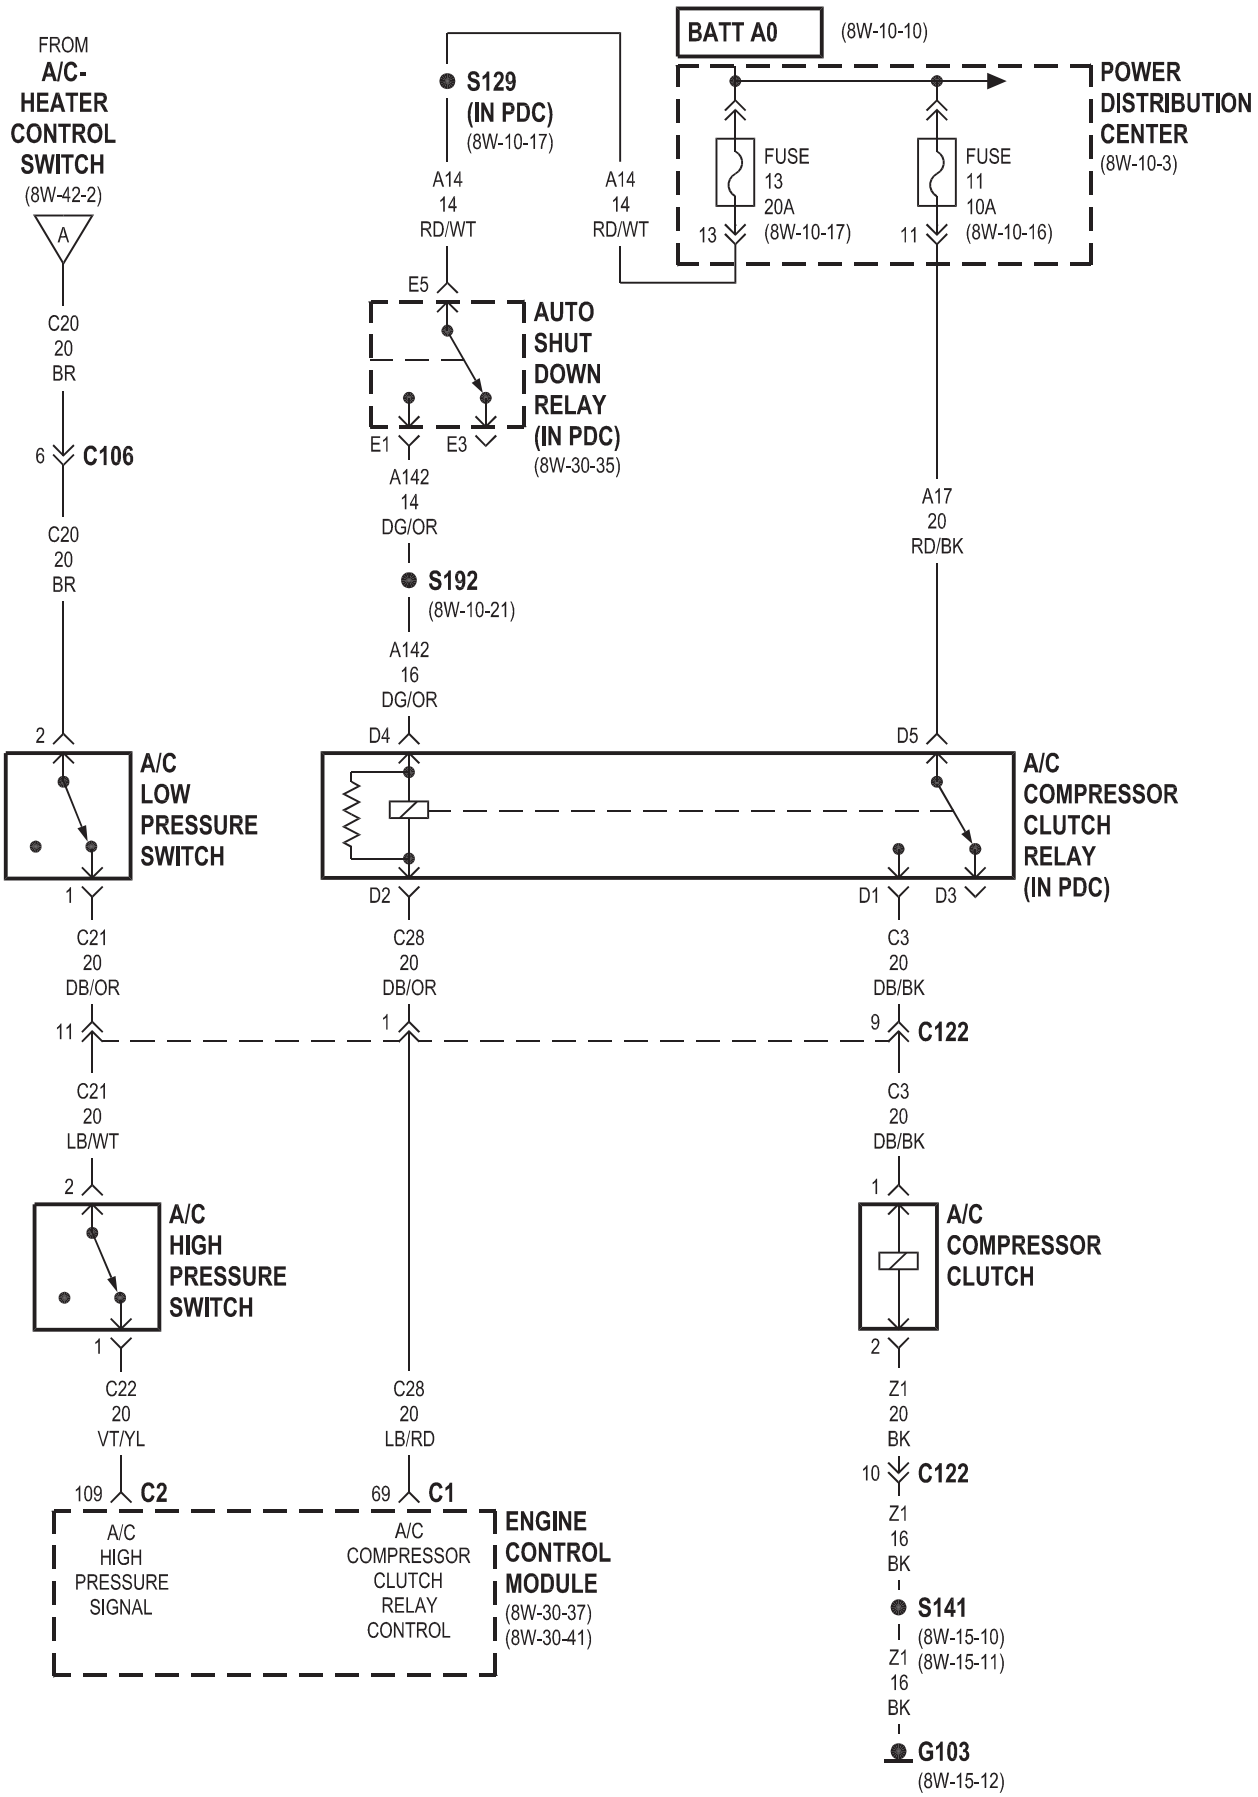 FROM
A/C-
HEATER
CONTROL
SWITCH
(8W-42-2)
A
C20
20
BR
6
C106
C20
20
BR
2
A/C
LOW
PRESSURE
SWITCH
1
C21
20
DB/OR
11
C21
20
LB/WT
2
A/C
HIGH
PRESSURE
SWITCH
1
C22
20
VT/YL
109
C2
A/C
HIGH
PRESSURE
SIGNAL
S129
(IN PDC)
(8W-10-17)
A14
14
RD/WT
A14
14
RD/WT
E5
AUTO
SHUT
DOWN
RELAY
(IN PDC)
(8W-30-35)
E1
E3
A142
14
DG/OR
S192
(8W-10-21)
A142
16
DG/OR
D4
D2
C28
20
DB/OR
1
C28
20
LB/RD
69
C1
A/C
COMPRESSOR
CLUTCH
RELAY
CONTROL
ENGINE
CONTROL
MODULE
(8W-30-37)
(8W-30-41)
BATT A0
(8W-10-10)
POWER
DISTRIBUTION
CENTER
(8W-10-3)
FUSE
13
20A
(8W-10-17)
13
FUSE
11
10A
(8W-10-16)
11
A17
20
RD/BK
D5
A/C
COMPRESSOR
CLUTCH
RELAY
(IN PDC)
D1
D3
C3
20
DB/BK
9
C122
C3
20
DB/BK
1
A/C
COMPRESSOR
CLUTCH
2
Z1
20
BK
10
C122
Z1
16
BK
S141
(8W-15-10)
(8W-15-11)
Z1
16
BK
G103
(8W-15-12)